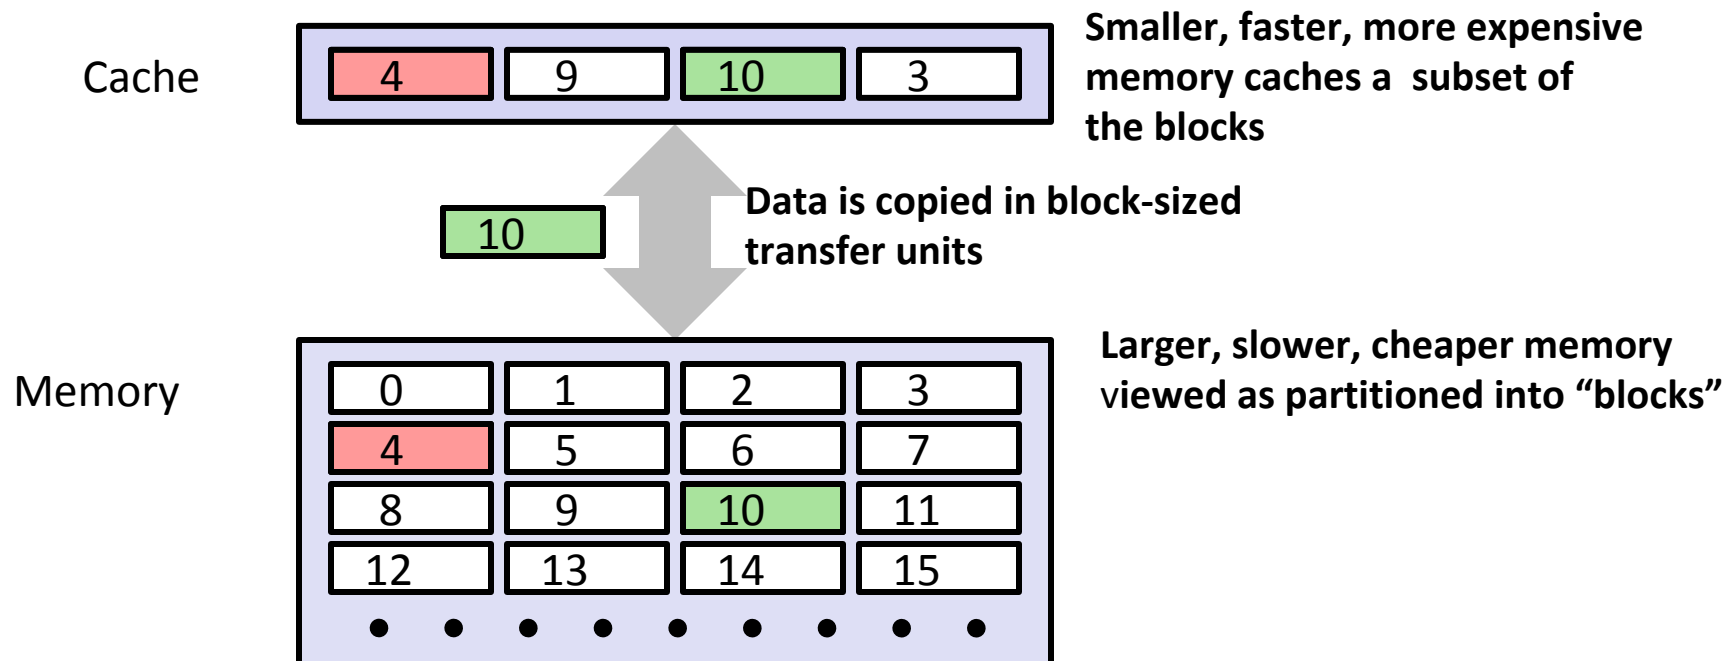 Cache
4 9 10 3
Smaller, faster, more expensive
memory caches a  subset of
the blocks
10
Data is copied in block-sized
transfer units
Memory
0 1 2 3
4 5 6 7
8 9 10 11
12 13 14 15
Larger, slower, cheaper memory
viewed as partitioned into “blocks”